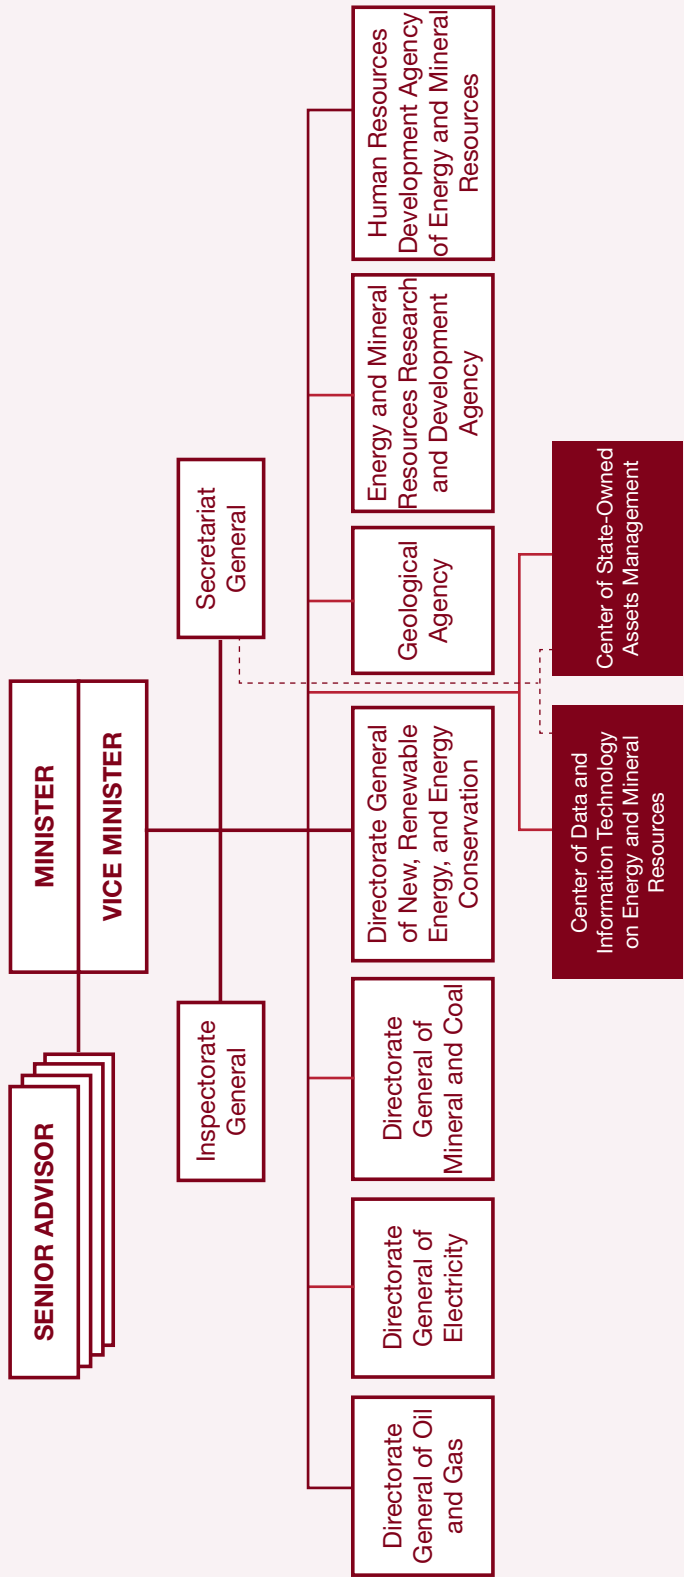 SENIOR ADVISOR
MINISTER
VICE MINISTER
Inspectorate
General
Secretariat
General
Directorate
General of Oil
and Gas
Directorate
General of
Electricity
Directorate
General of
Mineral and Coal
Directorate General
of New, Renewable
Energy, and Energy
Conservation
Geological
Agency
Energy and Mineral
Resources Research
and Development
Agency
Human Resources
Development Agency
of Energy and Mineral
Resources
Center of Data and
Information Technology
on Energy and Mineral
Resources
Center of State-Owned
Assets Management